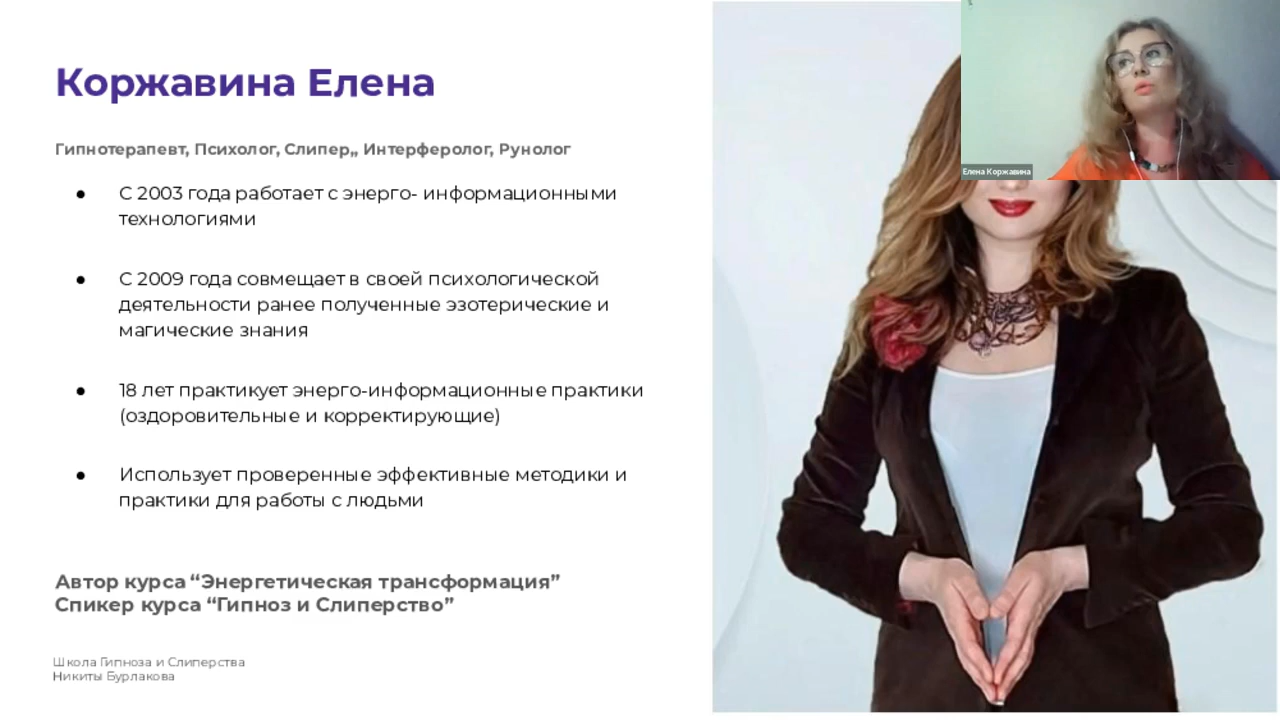 Коржавина Елена
Гипнотерапевт, Психолог, Слипер,, Интерферолог, Рунолог
● С 2003 года работает с энерго- информационными
технологиями
● С 2009 года совмещает в своей психологической
деятельности ранее полученные эзотерические и
магические знания
● 18 лет практикует энерго-информационные практики
(оздоровительные и корректирующие)
● Использует проверенные эффективные методики и
практики для работы с людьми
Автор курса “Энергетическая трансформация”
Спикер курса “Гипноз и Слиперство”
Школа Гипноза и Слиперства
Никиты Бурлакова
Елена Коржавина